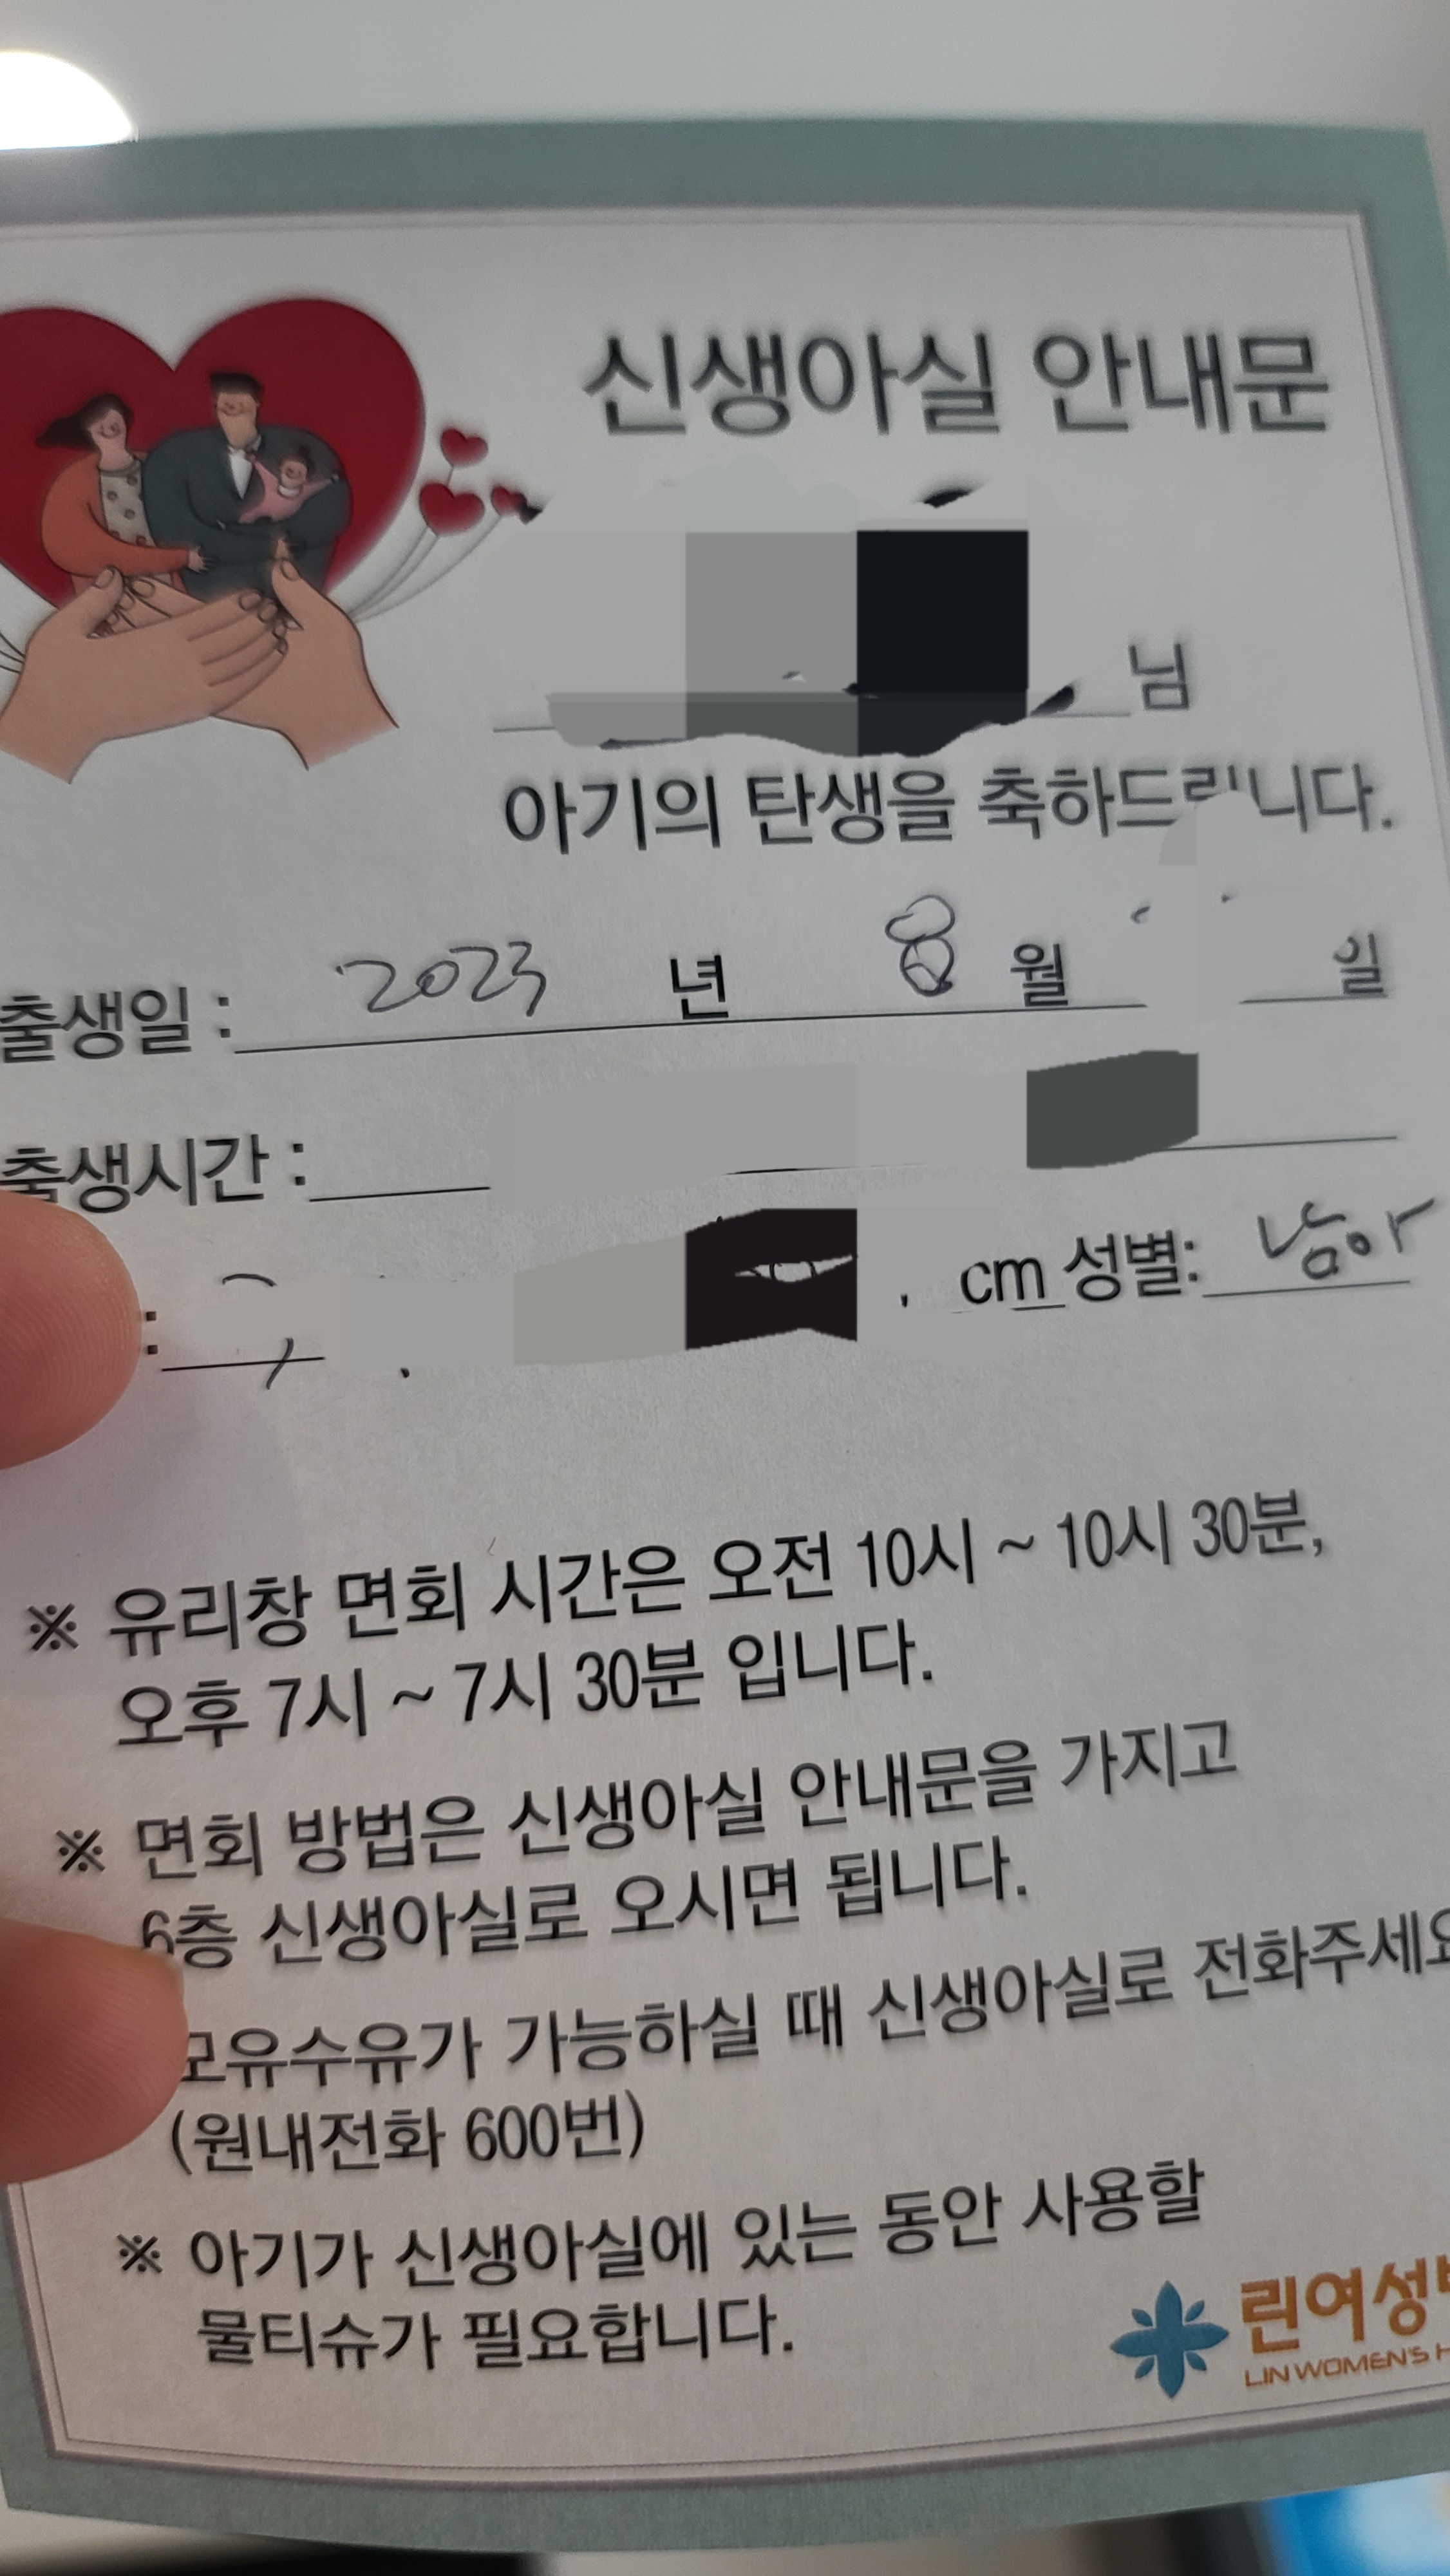 신생아실 안내문
님
아기의 탄생을 축하드립니다.
출생일 : 2023 년 8 월 일
출생시간 :
: cm 성별: 남아
※ 유리창 면회 시간은 오전 10시 ~ 10시 30분,
오후 7시 ~ 7시 30분 입니다.
※ 면회 방법은 신생아실 안내문을 가지고
6층 신생아실로 오시면 됩니다.
모유수유가 가능하실 때 신생아실로 전화주세요
(원내전화 600번)
※ 아기가 신생아실에 있는 동안 사용할
물티슈가 필요합니다.
린여성
LIN WOMEN'S